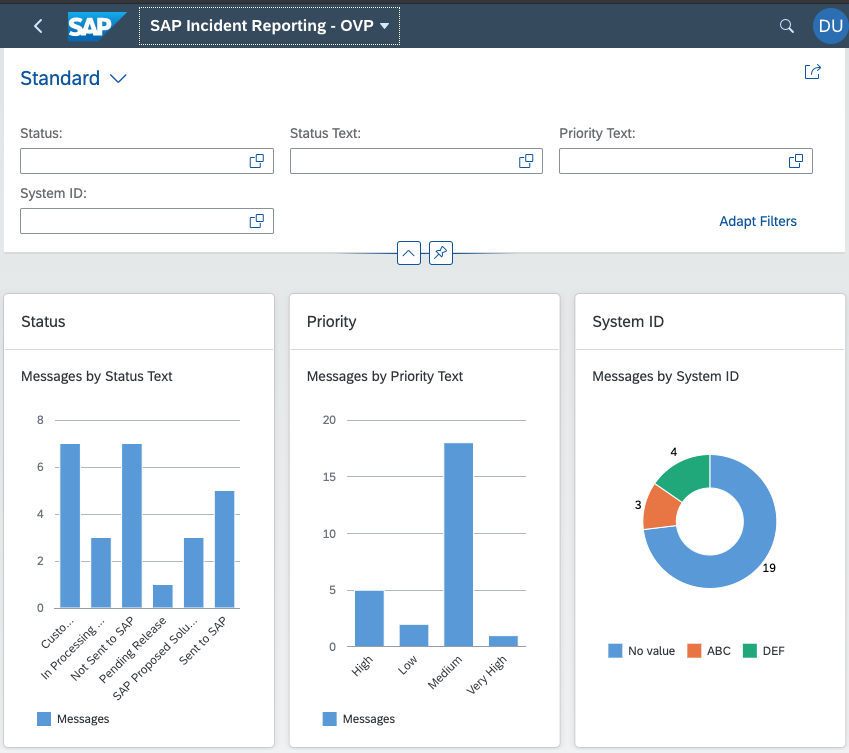 SAP SAP Incident Reporting - OVP DU
Standard
Status: Status Text: Priority Text:
System ID:
Adapt Filters
Status
Messages by Status Text
8
6
4
2
0
Custo...
In Processing ...
Not Sent to SAP
Pending Release
SAP Proposed Solu...
Sent to SAP
Messages
Priority
Messages by Priority Text
20
15
10
5
0
High
Low
Medium
Very High
Messages
System ID
Messages by System ID
4
3
19
No value ABC DEF